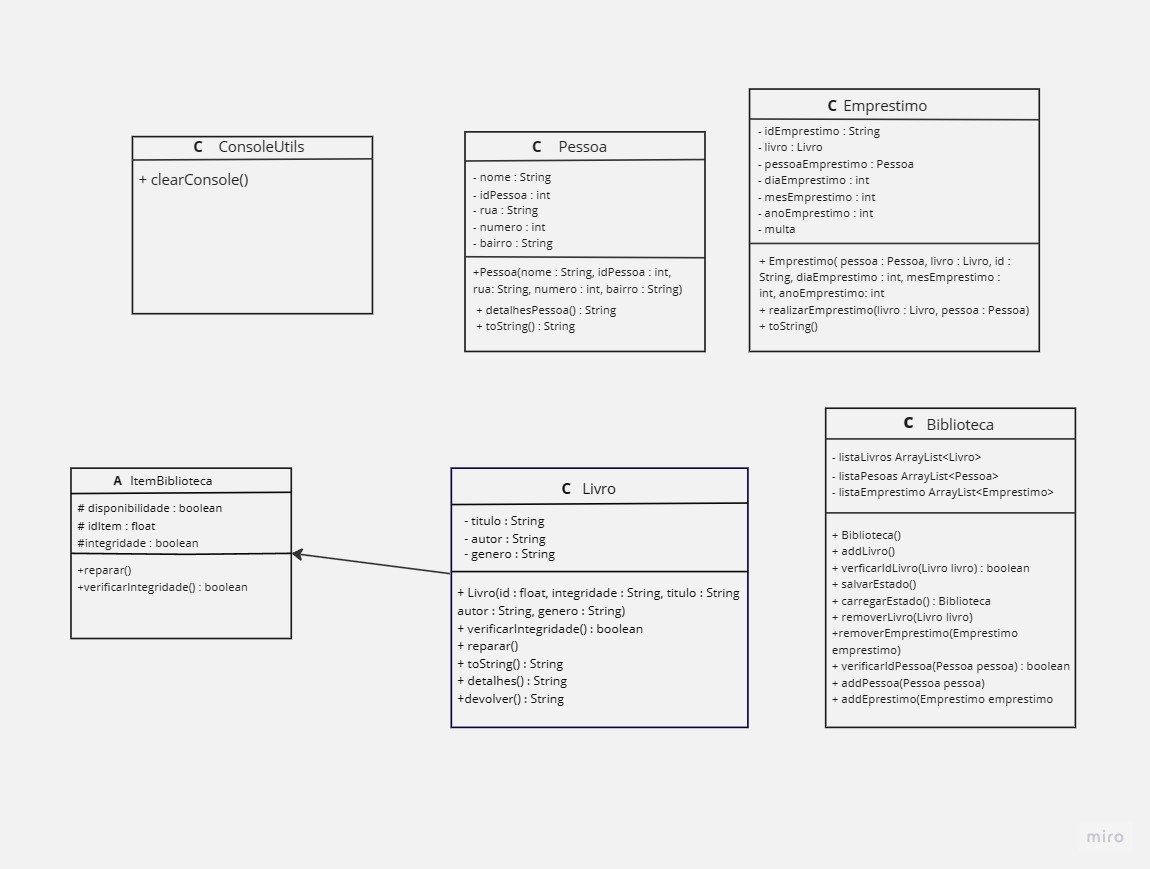 C ConsoleUtils
+ clearConsole()
C Pessoa
- nome : String
- idPessoa : int
- rua : String
- numero : int
- bairro : String
+Pessoa(nome : String, idPessoa : int,
rua: String, numero : int, bairro : String)
+ detalhesPessoa() : String
+ toString() : String
C Emprestimo
- idEmprestimo : String
- livro : Livro
- pessoaEmprestimo : Pessoa
- diaEmprestimo : int
- mesEmprestimo : int
- anoEmprestimo : int
- multa
+ Emprestimo( pessoa : Pessoa, livro : Livro, id :
String, diaEmprestimo : int, mesEmprestimo :
int, anoEmprestimo: int
+ realizarEmprestimo(livro : Livro, pessoa : Pessoa)
+ toString()
A ItemBiblioteca
# disponibilidade : boolean
# idItem : float
#integridade : boolean
+reparar()
+verificarIntegridade() : boolean
C Livro
- titulo : String
- autor : String
- genero : String
+ Livro(id : float, integridade : String, titulo : String
autor : String, genero : String)
+ verificarIntegridade() : boolean
+ reparar()
+ toString() : String
+ detalhes() : String
+devolver() : String
C Biblioteca
- listaLivros ArrayList<Livro>
- listaPesoas ArrayList<Pessoa>
- listaEmprestimo ArrayList<Emprestimo>
+ Biblioteca()
+ addLivro()
+ verficarIdLivro(Livro livro) : boolean
+ salvarEstado()
+ carregarEstado() : Biblioteca
+ removerLivro(Livro livro)
+removerEmprestimo(Emprestimo
emprestimo)
+ verificarIdPessoa(Pessoa pessoa) : boolean
+ addPessoa(Pessoa pessoa)
+ addEprestimo(Emprestimo emprestimo
miro